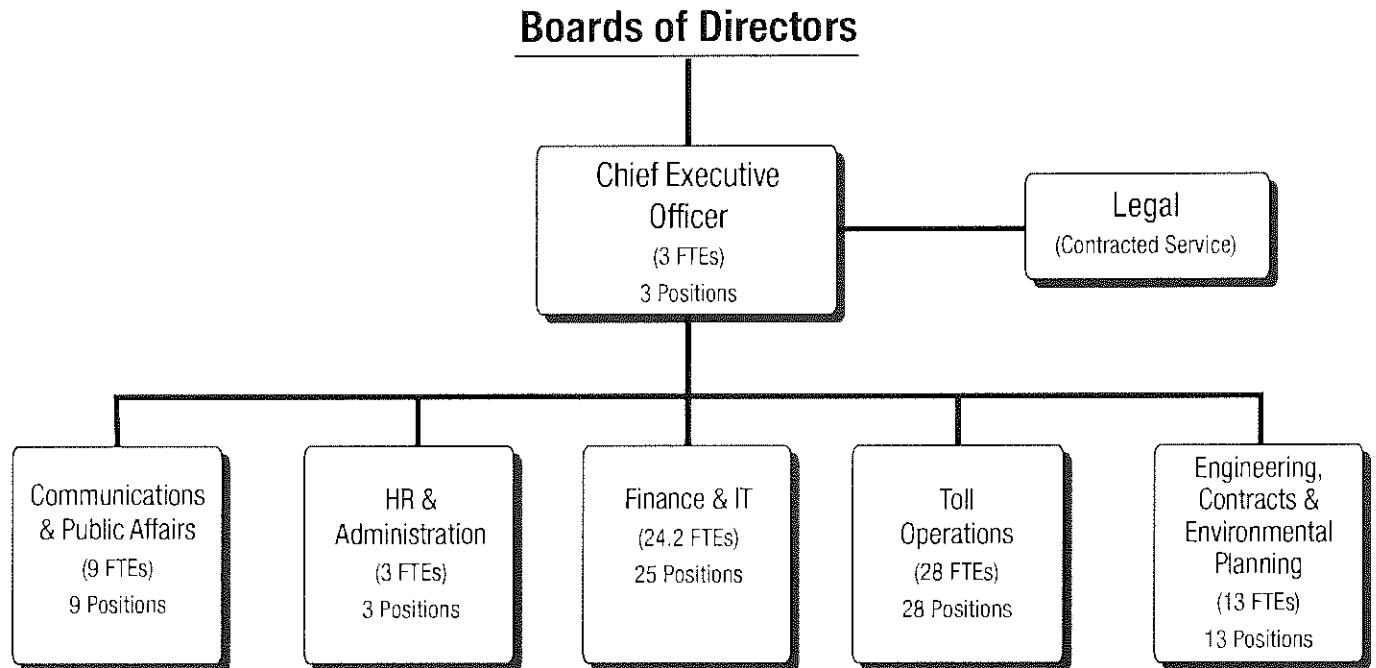 Boards of Directors
Chief Executive
Officer
(3 FTEs)
3 Positions
Legal
(Contracted Service)
Communications
& Public Affairs
(9 FTEs)
9 Positions
HR &
Administration
(3 FTEs)
3 Positions
Finance & IT
(24.2 FTEs)
25 Positions
Toll
Operations
(28 FTEs)
28 Positions
Engineering,
Contracts &
Environmental
Planning
(13 FTEs)
13 Positions